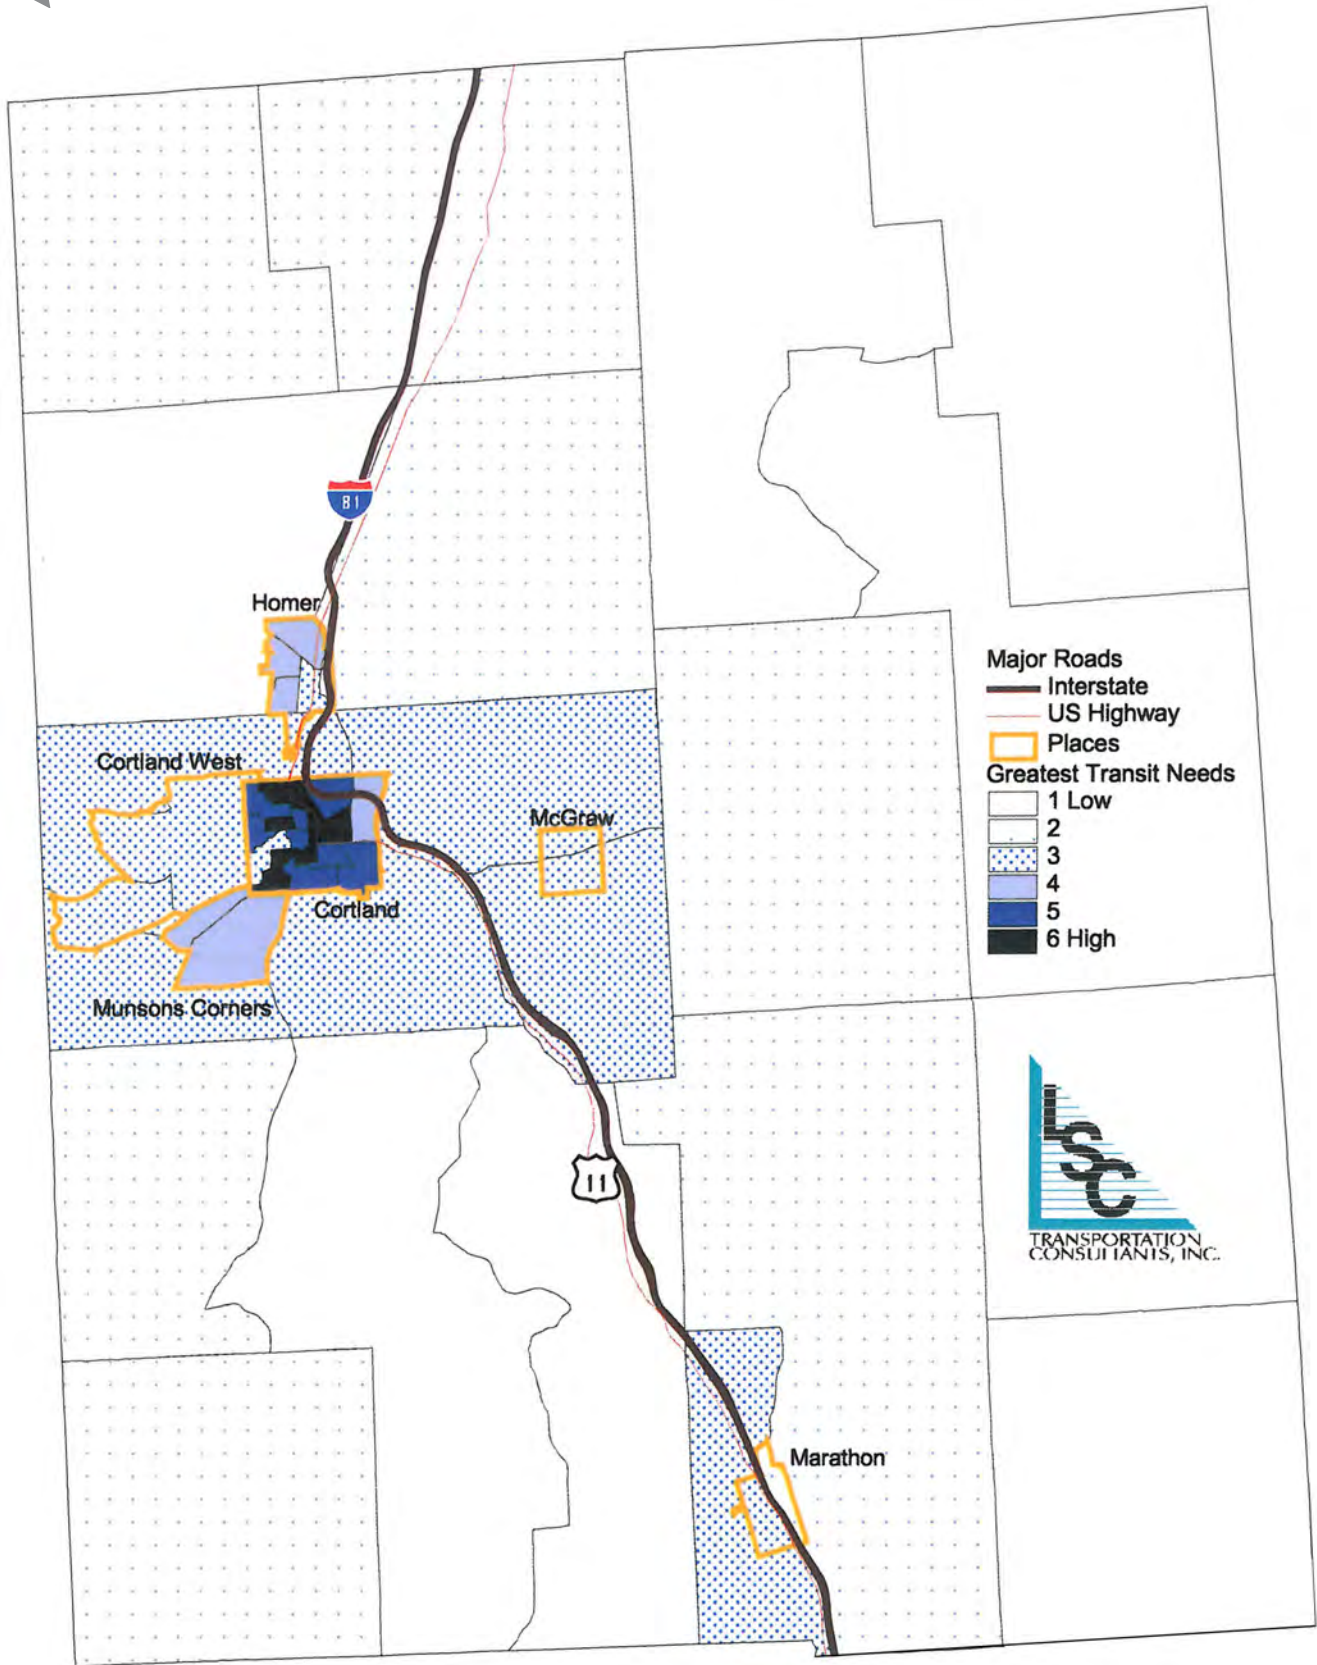 81
Homer
Major Roads
Interstate
US Highway
Places
Greatest Transit Needs
1 Low
2
3
4
5
6 High
Cortland West
McGraw
Cortland
Munsons Corners
11
LSC
TRANSPORTATION
CONSULTANTS, INC.
Marathon